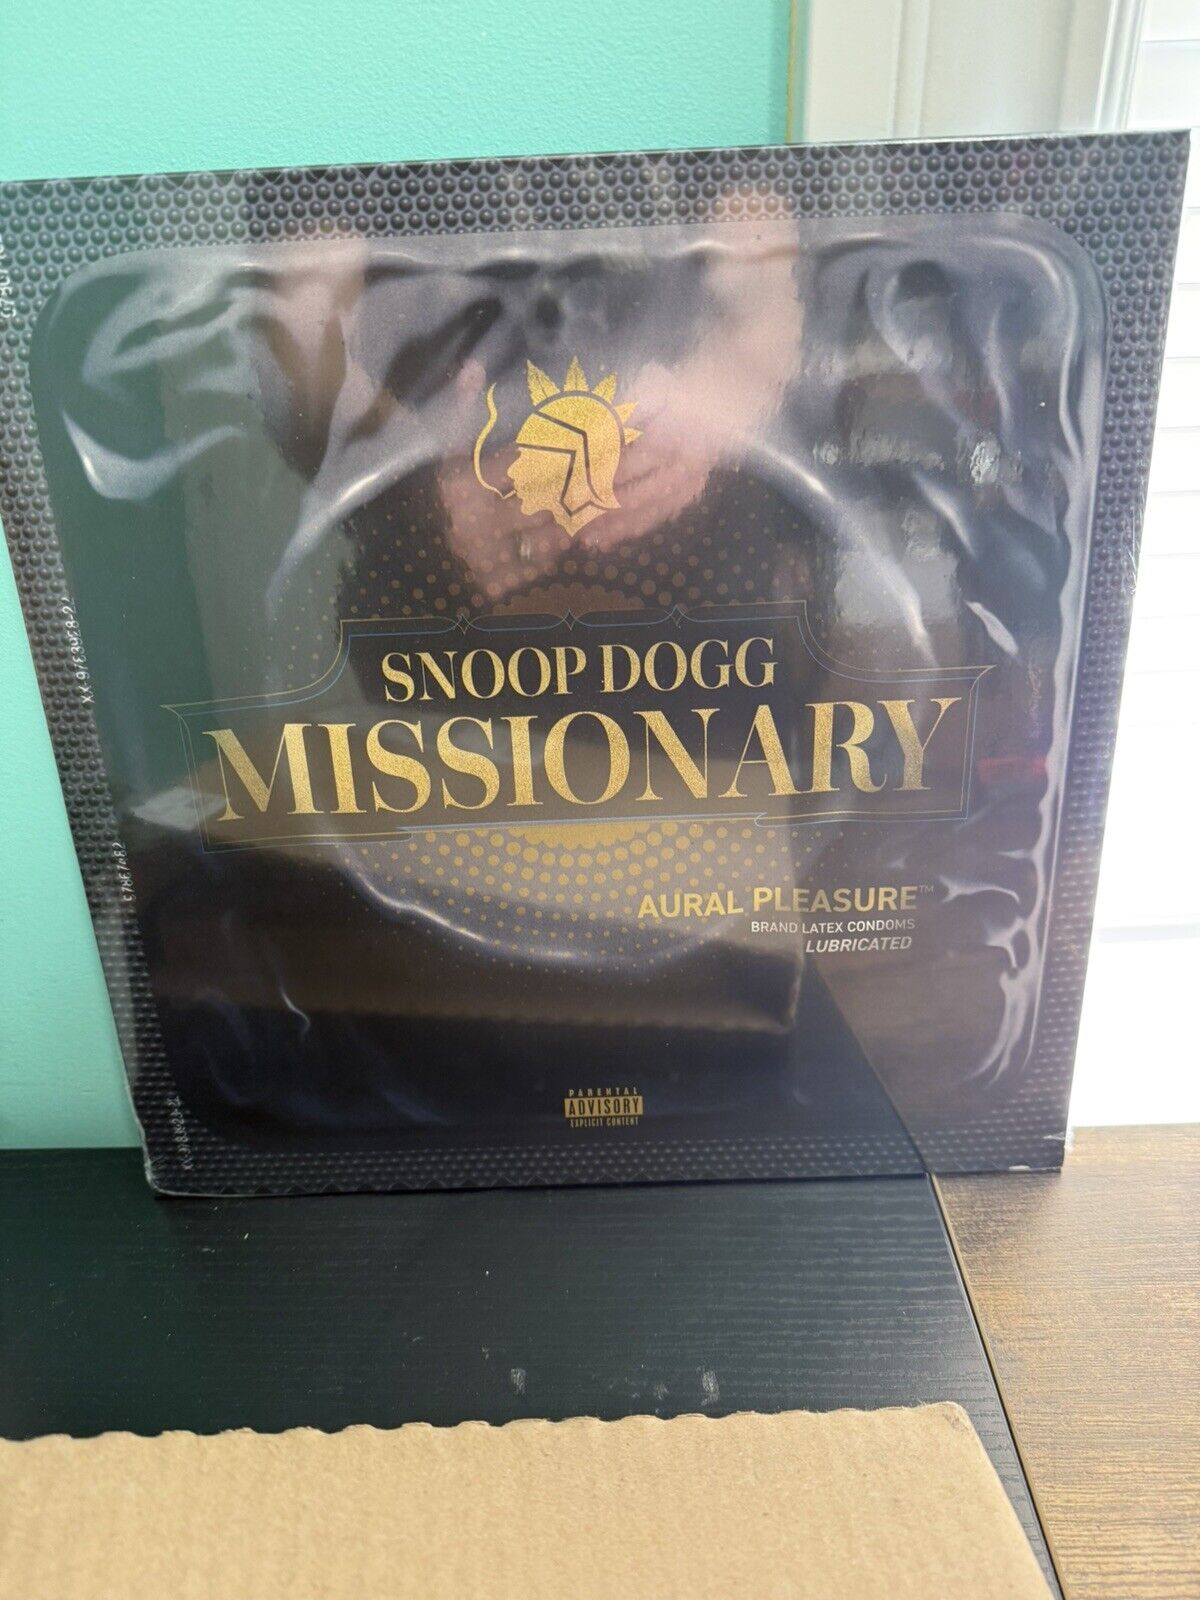 SNOOP DOGG
MISSIONARY
AURAL PLEASURE™
BRAND LATEX CONDOMS
LUBRICATED
PARENTAL
ADVISORY
EXPLICIT CONTENT